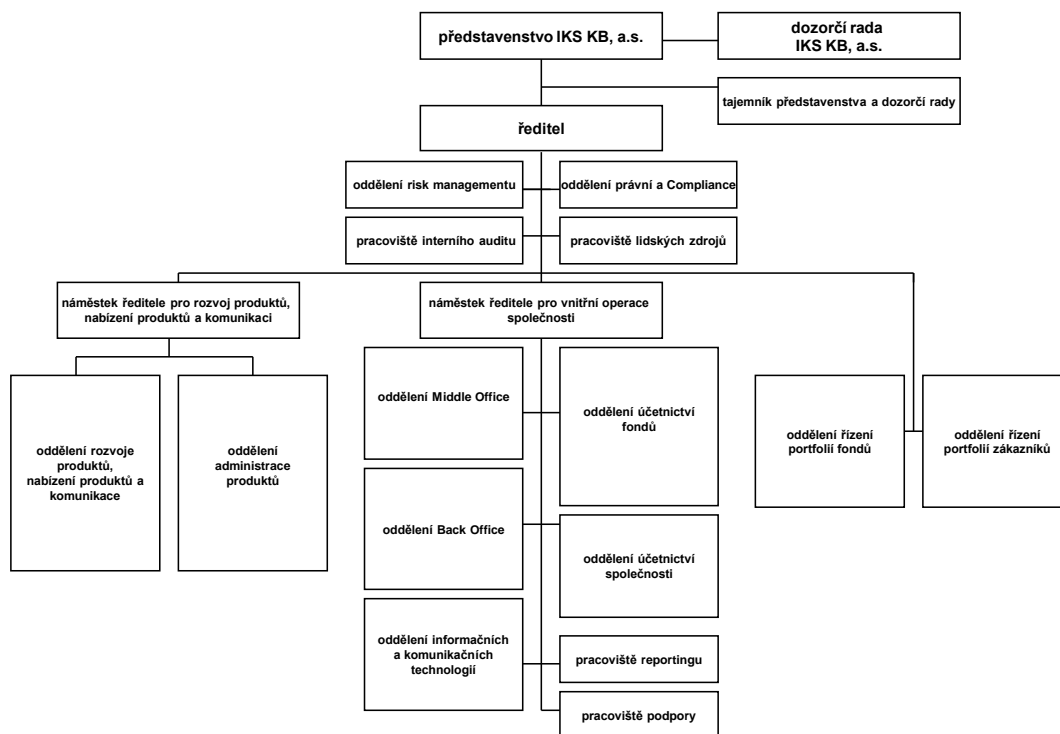 představenstvo IKS KB, a.s.
dozorčí rada
IKS KB, a.s.
tajemník představenstva a dozorčí rady
ředitel
oddělení risk managementu
oddělení právní a Compliance
pracoviště interního auditu
pracoviště lidských zdrojů
náměstek ředitele pro rozvoj produktů,
nabízení produktů a komunikaci
náměstek ředitele pro vnitřní operace
společnosti
oddělení rozvoje
produktů,
nabízení produktů a
komunikace
oddělení
administrace
produktů
oddělení Middle Office
oddělení účetnictví
fondů
oddělení Back Office
oddělení účetnictví
společnosti
oddělení informačních
a komunikačních
technologií
pracoviště reportingu
pracoviště podpory
oddělení řízení
portfolií fondů
oddělení řízení
portfolií zákazníků